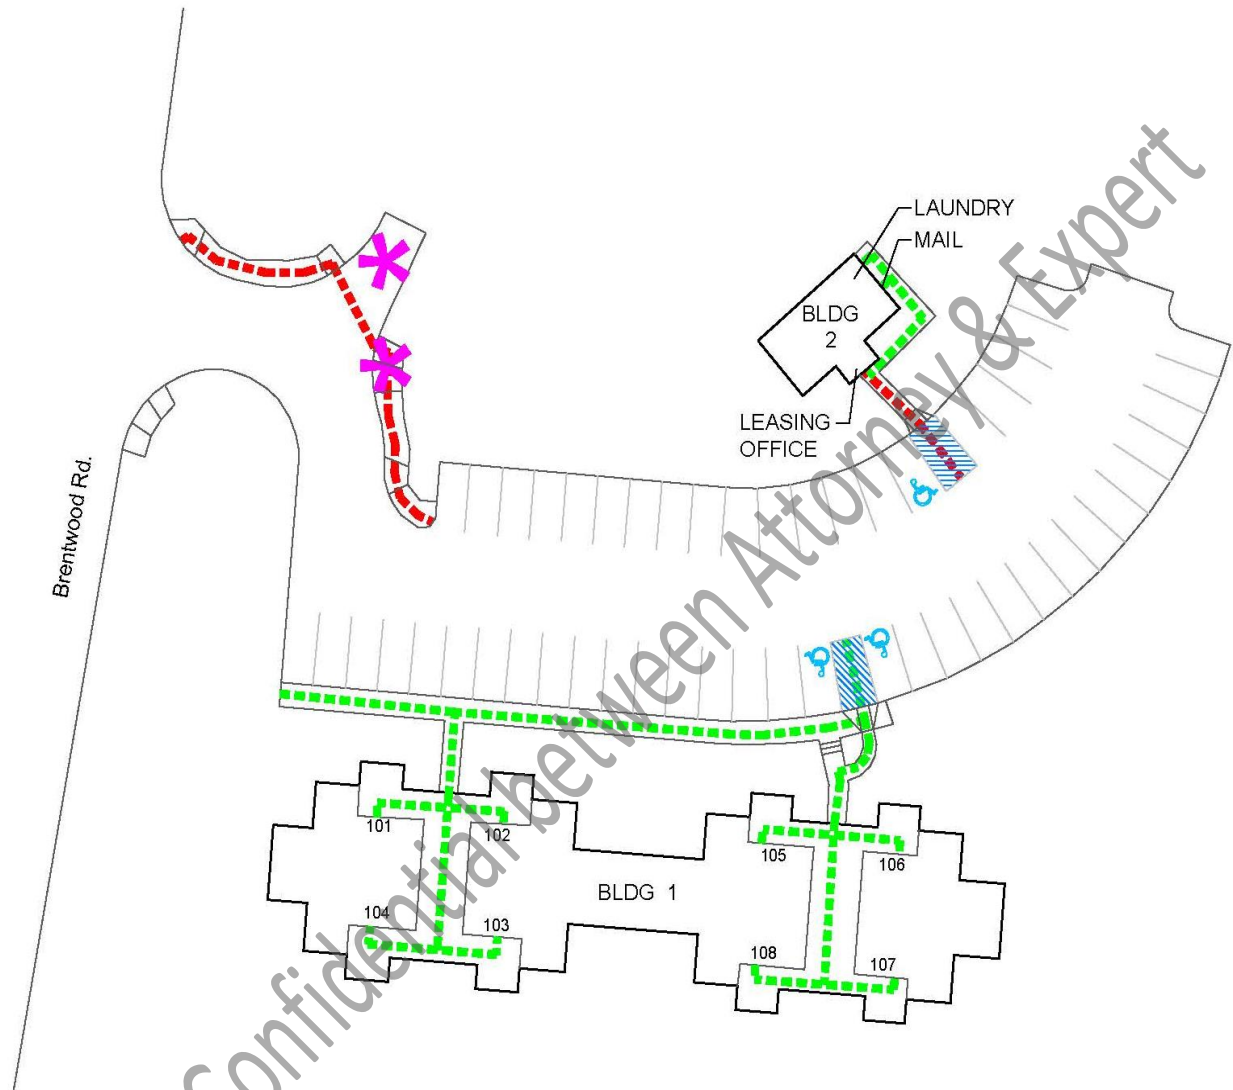 LAUNDRY
MAIL
BLDG
2
LEASING
OFFICE
Brentwood Rd.
101
102
105
106
BLDG 1
104
103
108
107
Confidential between Attorney & Expert